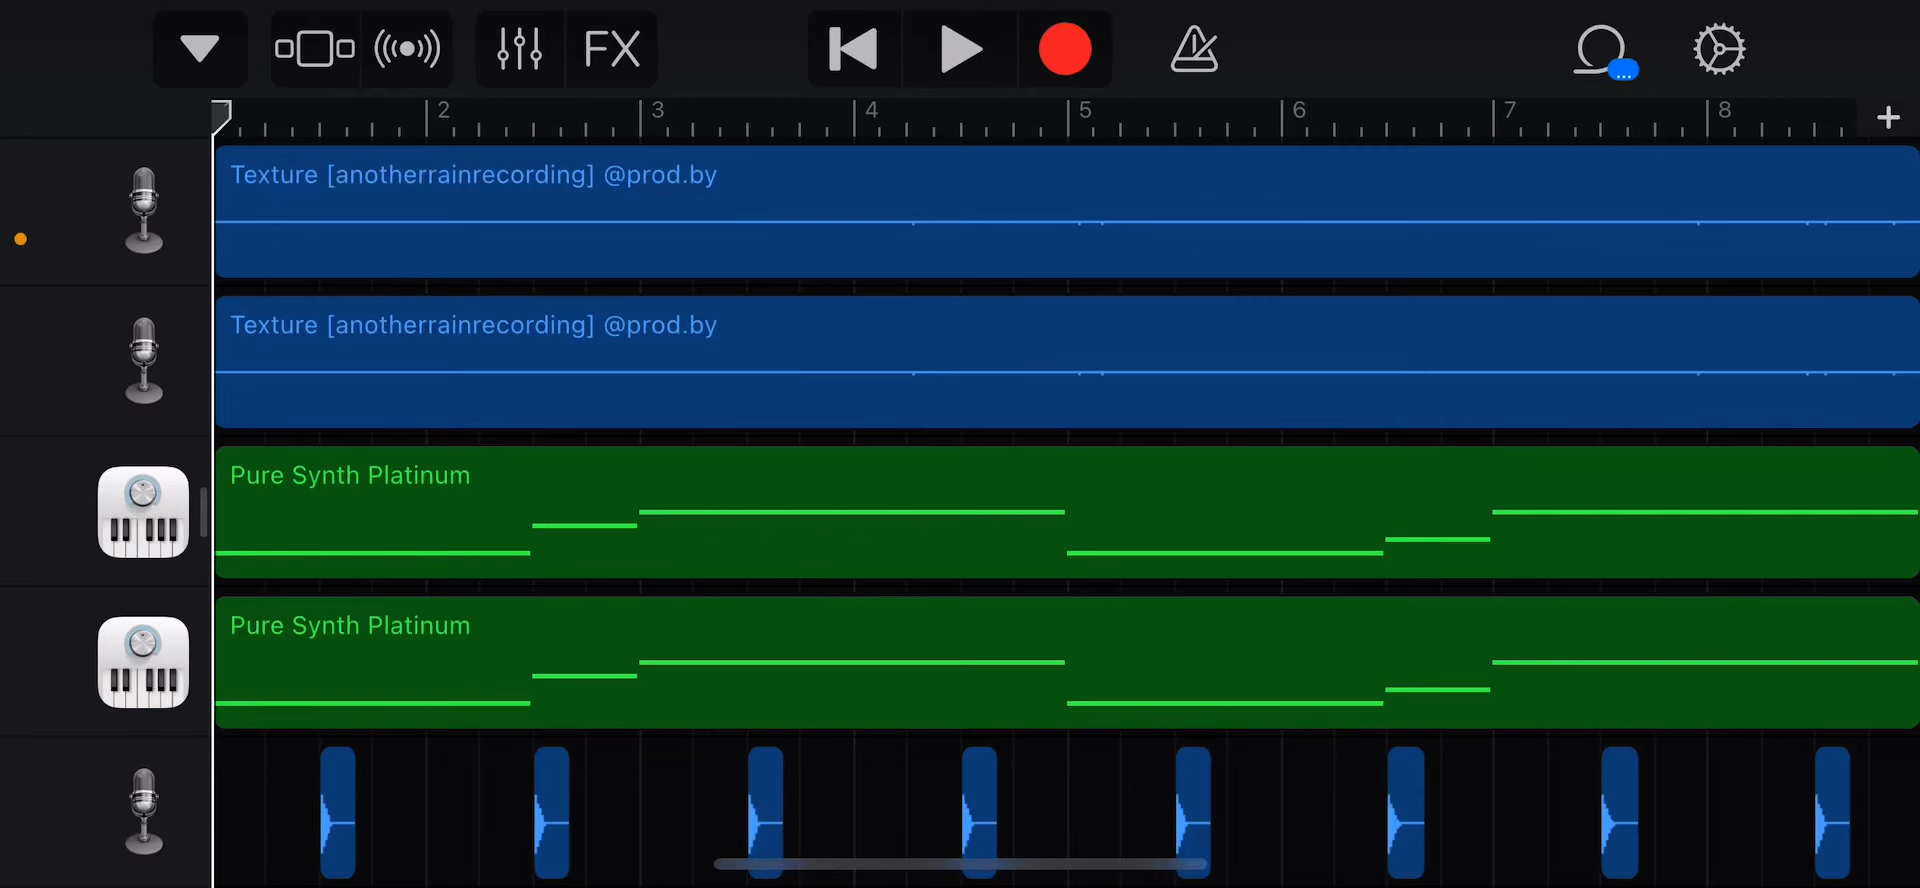 FX
2
3
4
5
6
7
8
+
Texture [anotherrainrecording] @prod.by
Texture [anotherrainrecording] @prod.by
Pure Synth Platinum
Pure Synth Platinum